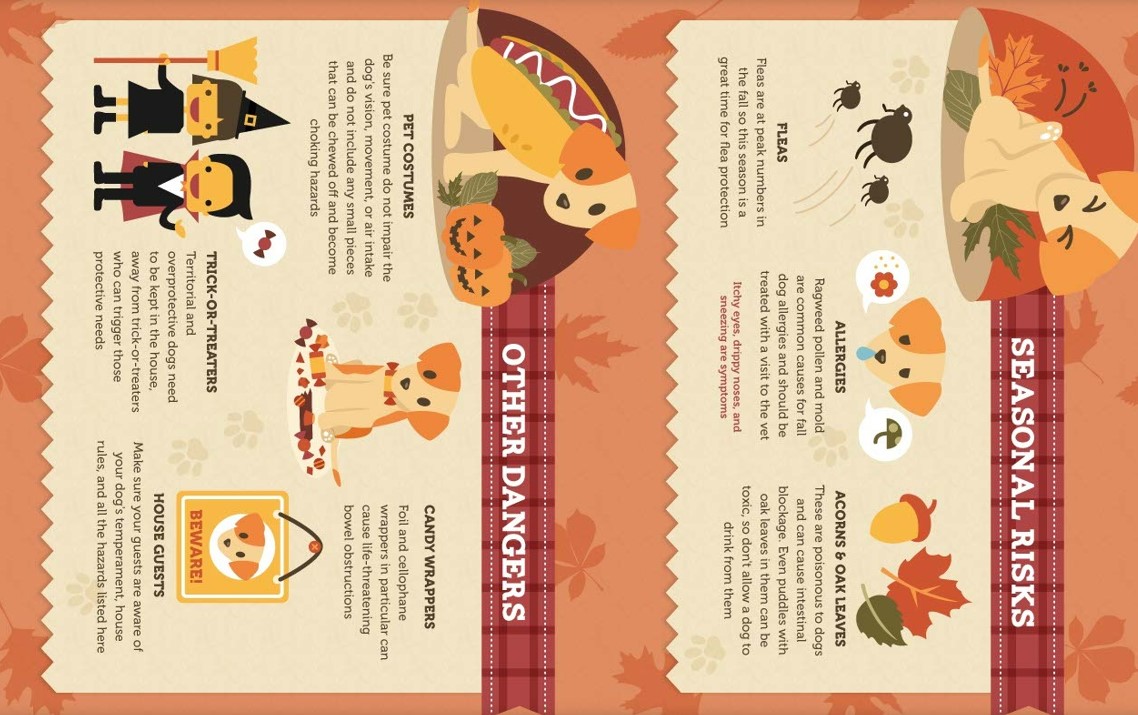 SEASONAL RISKS
FLEAS
Fleas are at peak numbers in
the fall so this season is a
great time for flea protection
ALLERGIES
Ragweed pollen and mold
are common causes for fall
dog allergies and should be
treated with a visit to the vet
Itchy eyes, drippy noses, and
sneezing are symptoms
ACORNS & OAK LEAVES
These are poisonous to dogs
and can cause intestinal
blockage. Even puddles with
oak leaves in them can be
toxic, so don't allow a dog to
drink from them
OTHER DANGERS
PET COSTUMES
Be sure pet costume do not impair the
dog's vision, movement, or air intake
and do not include any small pieces
that can be chewed off and become
choking hazards
CANDY WRAPPERS
Foil and cellophane
wrappers in particular can
cause life-threatening
bowel obstructions
TRICK-OR-TREATERS
Territorial and
overprotective dogs need
to be kept in the house,
away from trick-or-traters
who can trigger those
protective needs
BEWARE!
HOUSE GUESTS
Make sure your guests are aware of
your dog's temperament, house
rules, and all the hazards listed here